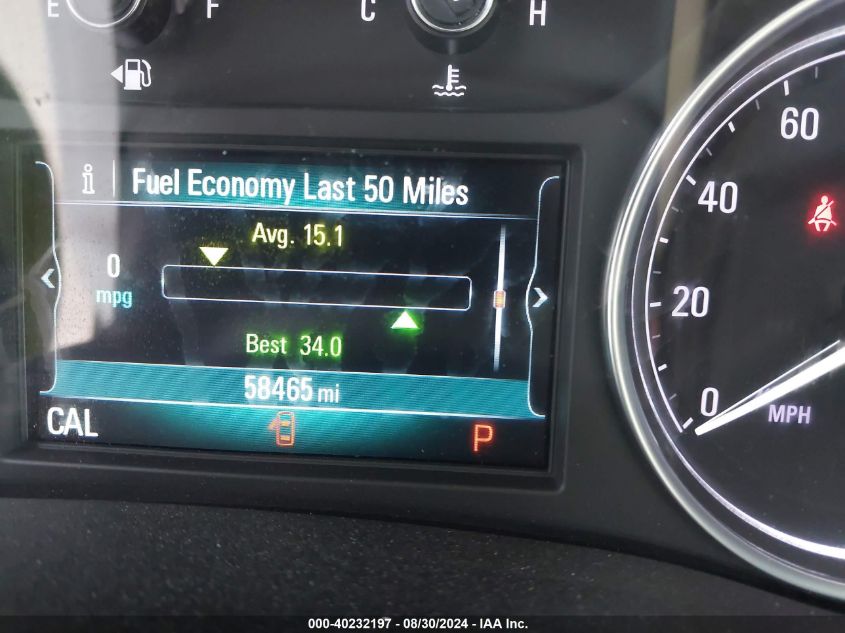 E F C H
60
Fuel Economy Last 50 Miles
40
Avg. 15.1
0
mpg
20
Best 34.0
58465 mi
0
MPH
CAL
P
000-40232197 - 08/30/2024 - IAA Inc.